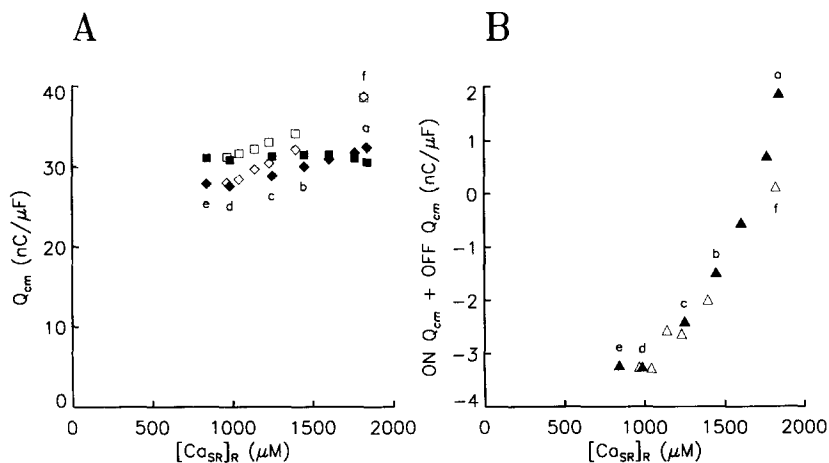 A
B
f
a
e
d
c
b
40
30
20
10
0
Q_cm (nC/μF)
0
500
1000
1500
2000
[Ca_SR]_R (μM)
a
b
c
e
d
f
2
1
0
−1
−2
−3
−4
ON Q_cm + OFF Q_cm (nC/μF)
0
500
1000
1500
2000
[Ca_SR]_R (μM)